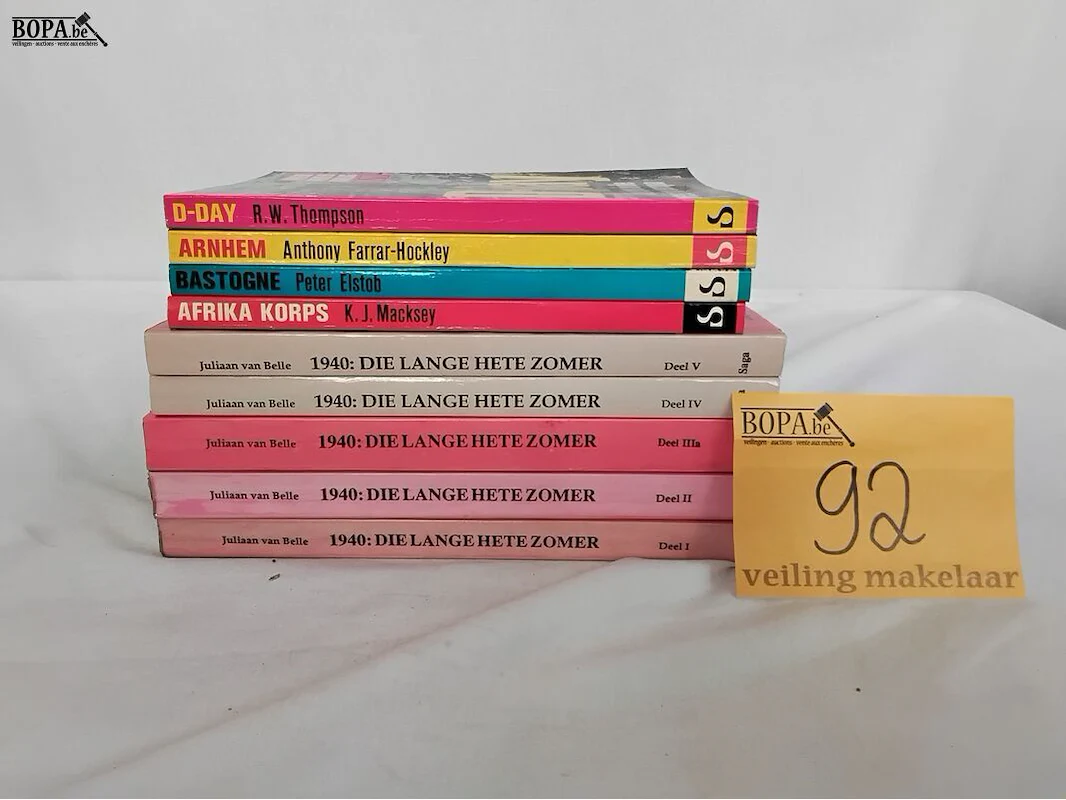 BOPA.be
veilingen - auctions - vente aux enchères
D-DAY R.W. Thompson
ARNHEM Anthony Farrar-Hockley
BASTOGNE Peter Elstob
AFRIKA KORPS K. J. Macksey
Juliaan van Belle 1940: DIE LANGE HETE ZOMER Deel V Saga
Juliaan van Belle 1940: DIE LANGE HETE ZOMER Deel IV
Juliaan van Belle 1940: DIE LANGE HETE ZOMER Deel IIIa
Juliaan van Belle 1940: DIE LANGE HETE ZOMER Deel II
Juliaan van Belle 1940: DIE LANGE HETE ZOMER Deel I
BOPA.be
veilingen - auctions - vente aux enchères
92
veiling makelaar